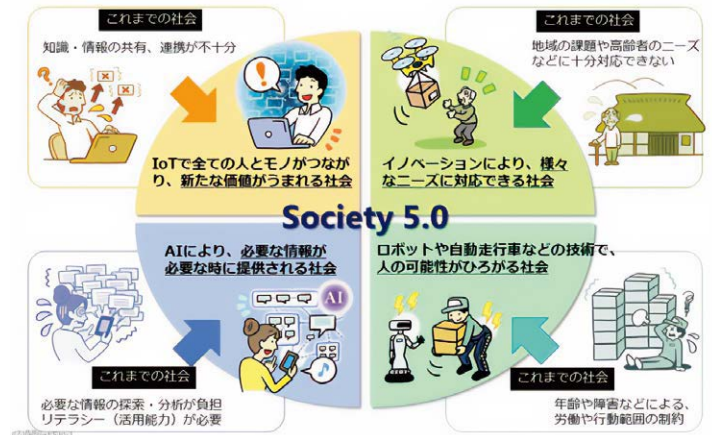 これまでの社会
知識・情報の共有、連携が不十分
IoTで全ての人とモノがつなが
り、新たな価値がうまれる社会
これまでの社会
地域の課題や高齢者のニーズ
などに十分対応できない
イノベーションにより、様々
なニーズに対応できる社会
Society 5.0
AIにより、必要な情報が
必要な時に提供される社会
AI
これまでの社会
必要な情報の探索・分析が負担
リテラシー（活用能力）が必要
ロボットや自動走行車などの技術で、
人の可能性がひろがる社会
これまでの社会
年齢や障害などによる、
労働や行動範囲の制約